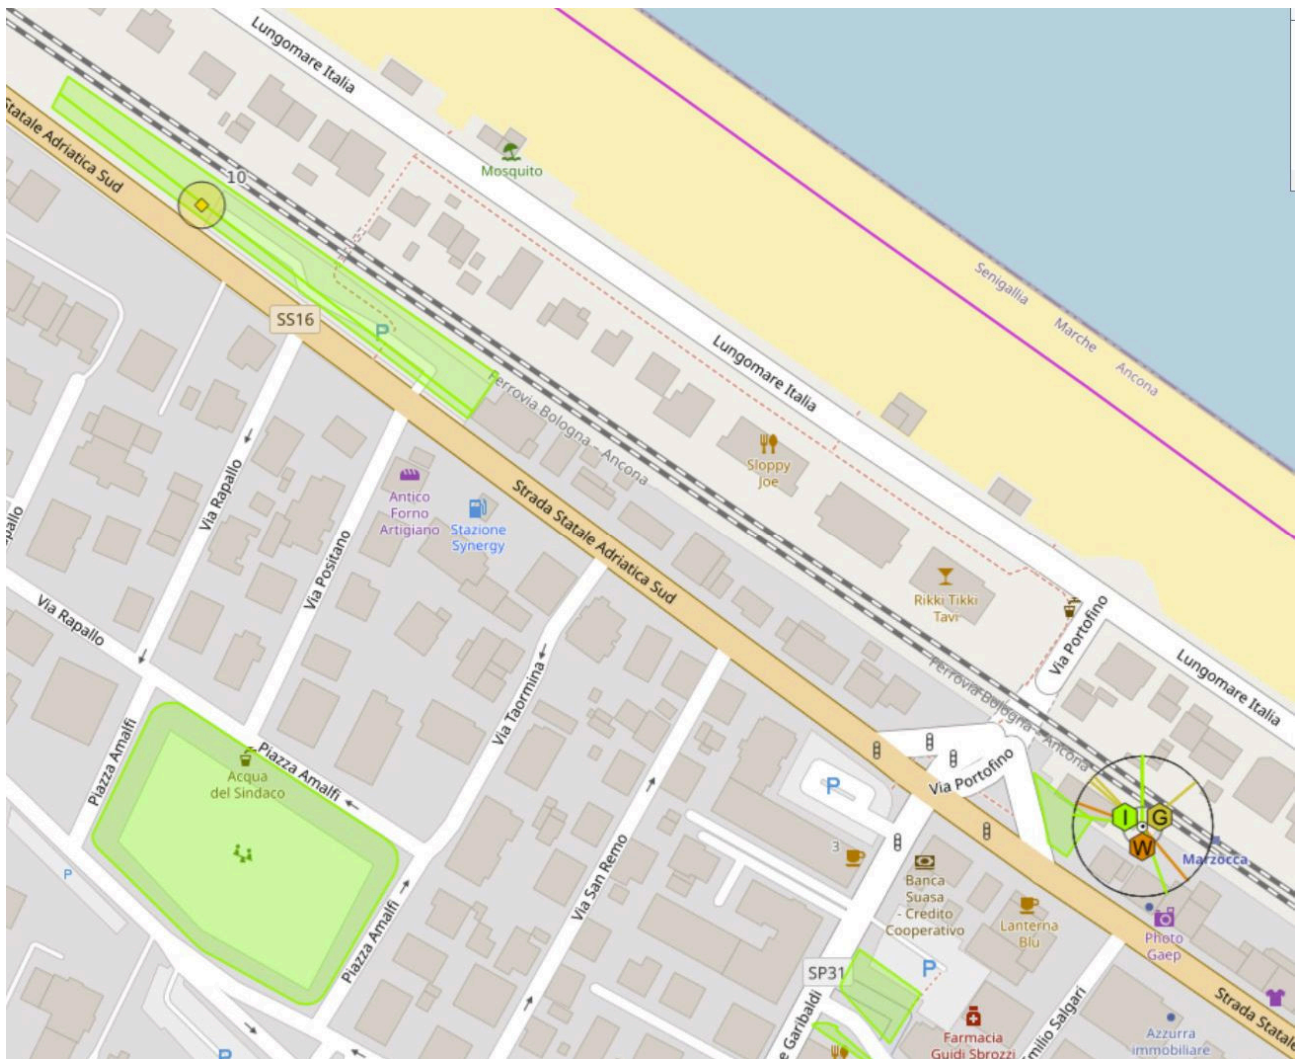 Lungomare Italia
Statale Adriatica Sud
10
Mosquito
Senigallia
Marche
Ancona
SS16
P
Lungomare Italia
Ferrovia Bologna - Ancona
Sloppy
Joe
Via Rapallo
Antico
Forno
Artigiano
Stazione
Synergy
Strada Statale Adriatica Sud
Via Positano
Rikki Tikki
Tavi
Via Portofino
Via Rapallo
Lungomare Italia
Ferrovia Bologna - Ancona
Via Taormina
Piazza Amalfi
Piazza Amalfi
Acqua
del Sindaco
P
Via Portofino
I
G
W
Marzocca
3
P
Via San Remo
Banca
Suasa
- Credito
Cooperativo
Lanterna
Blu
Photo
Gaep
Piazza Amalfi
SP31
P
Strada Statale
Emilio Salgari
Garibaldi
Farmacia
Guidi Sbrozzi
Azzurra
immobiliare
P